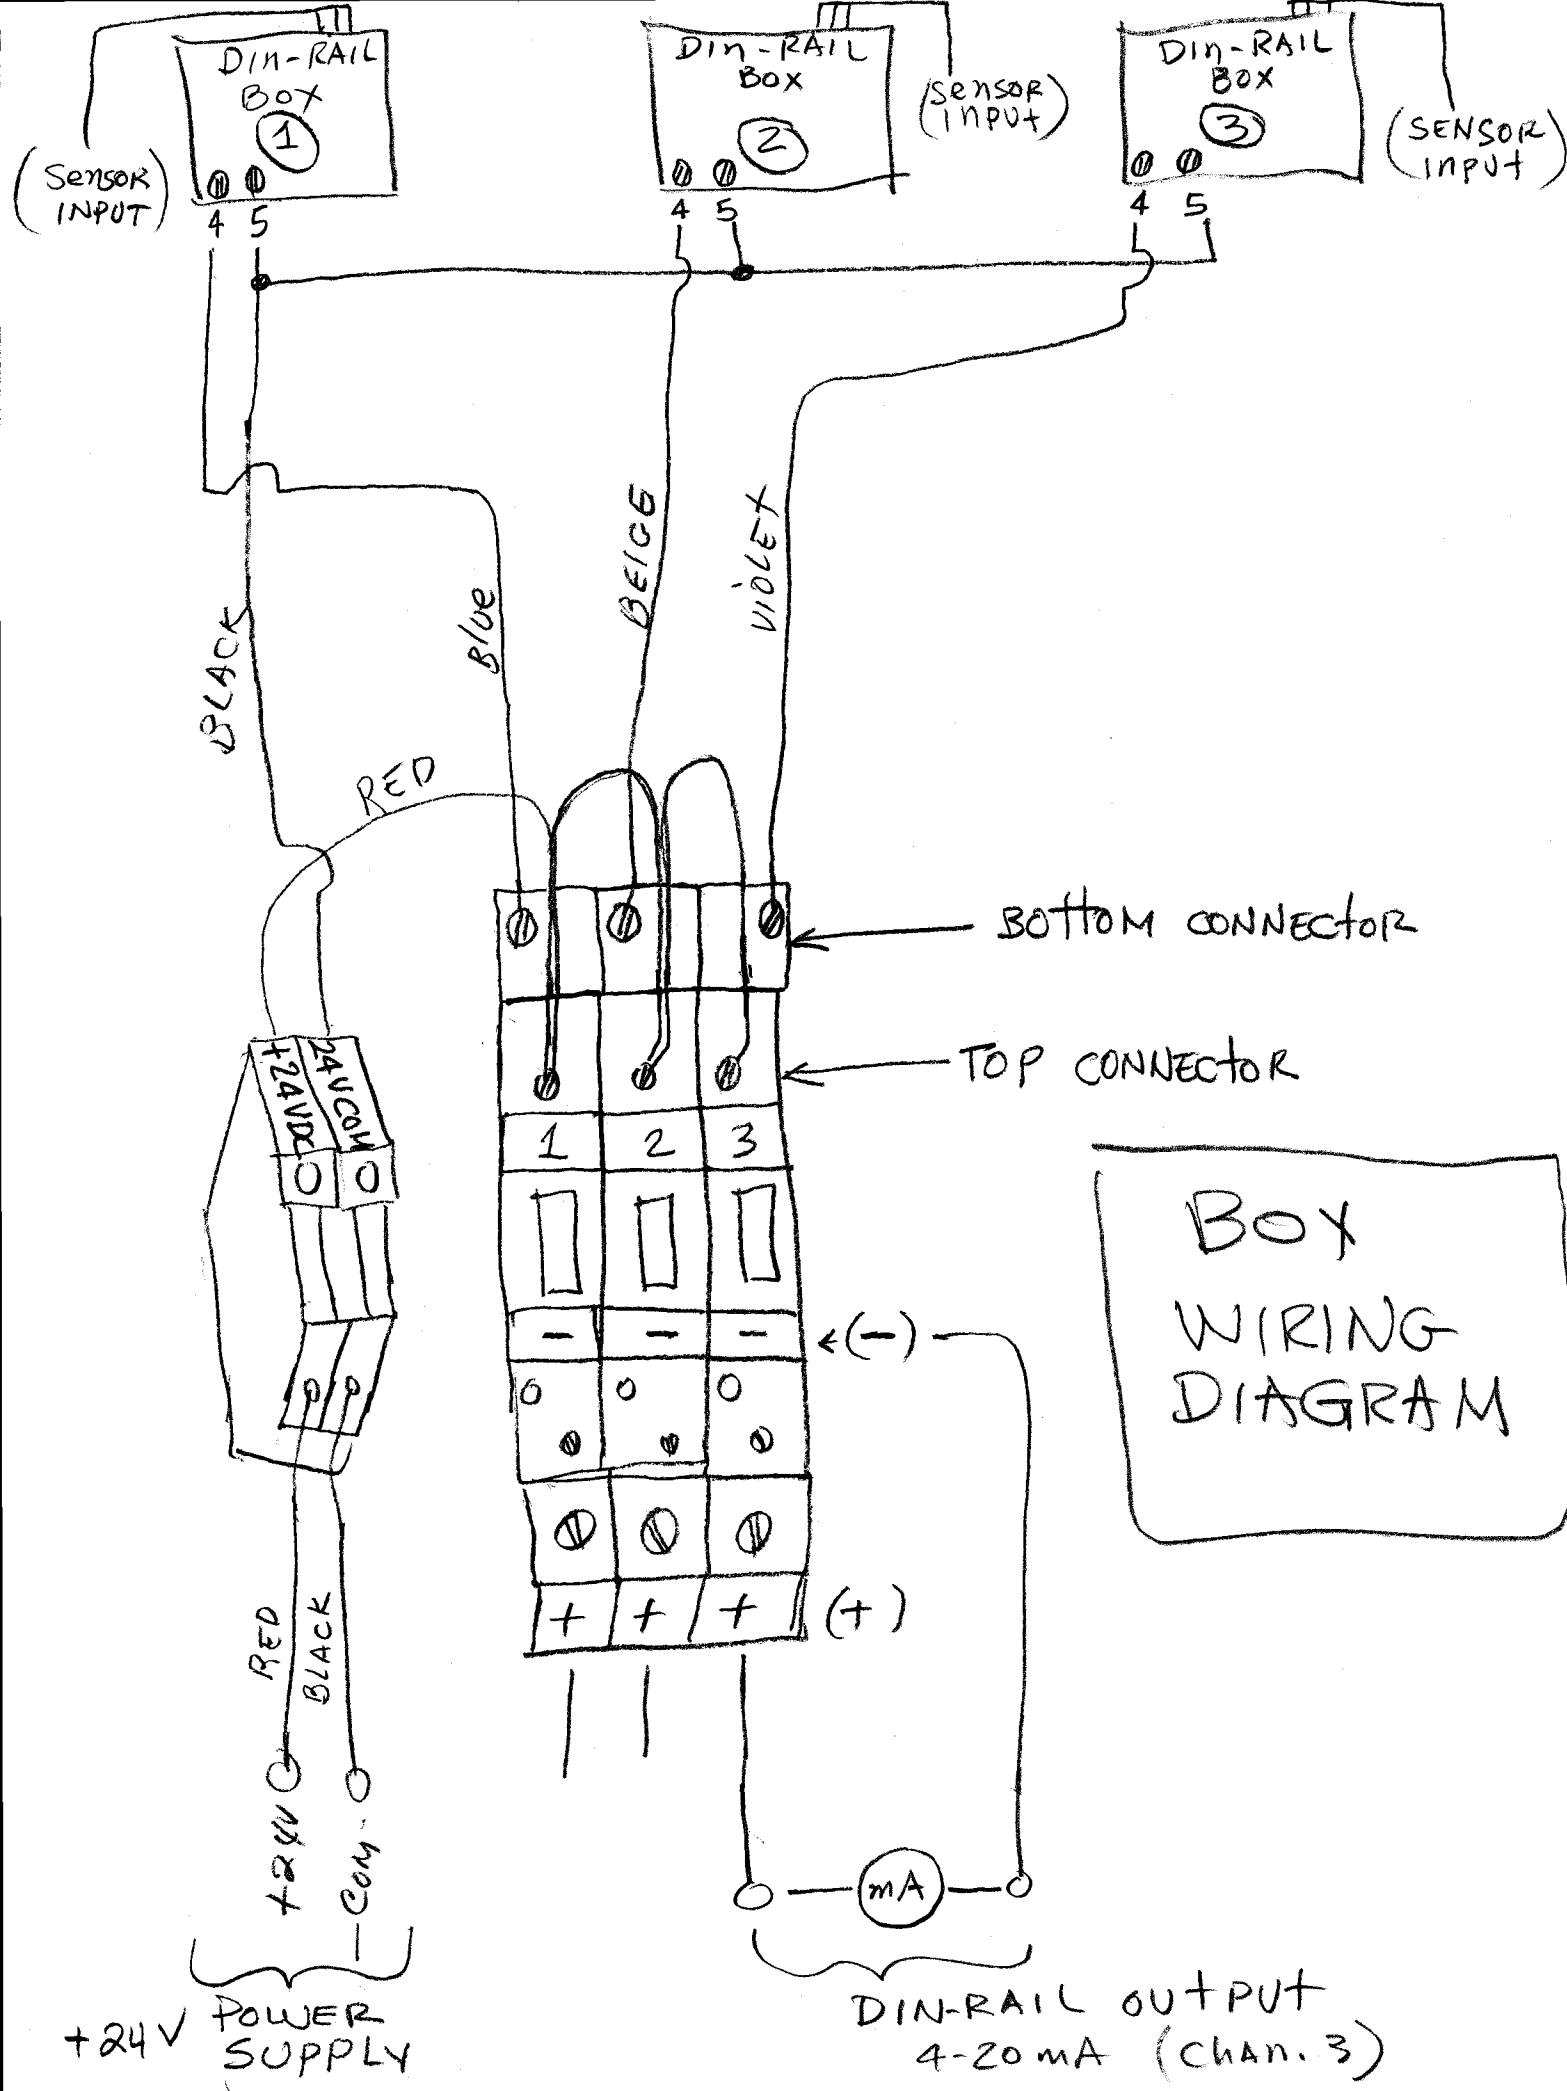 DIn-RAIL
BOX
1
(SenSOR
INPUT)
4 5
DIn-RAIL
BOX
2
(SenSOR
InPUt)
4 5
DIn-RAIL
BOX
3
(SENSOR
InPUt)
4 5
BLACK
Blue
BEIGE
VIOLEt
RED
BOttOM CONNECtOR
TOP CONNECtOR
+24VDC
24VCOM
1 2 3
BOX
WIRING
DIAGRAM
- - - (-)
+ + + (+)
RED
BLACK
+24V
COM-
mA
+24V POWER
SUPPLY
DIN-RAIL OUtPUt
4-20mA (CHAN. 3)